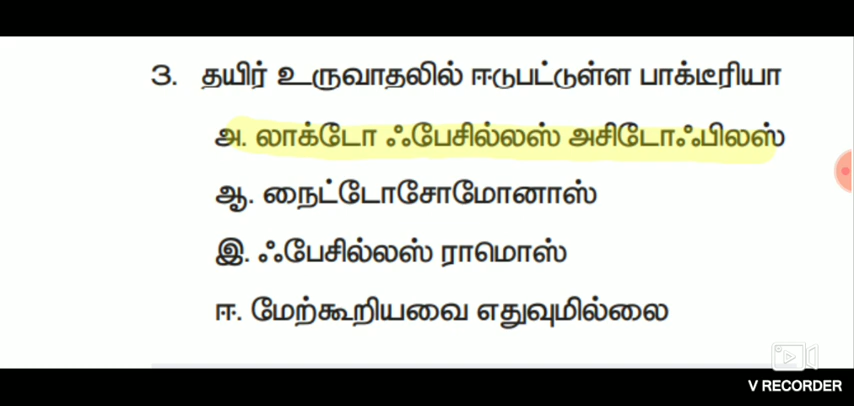 3. தயிர் உருவாதலில் ஈடுபட்டுள்ள பாக்டீரியா
அ. லாக்டோ ஃபேசில்லஸ் அசிடோஃபிலஸ்
ஆ. நைட்டோசோமோனாஸ்
இ. ஃபேசில்லஸ் ராமொஸ்
ஈ. மேற்கூறியவை எதுவுமில்லை
V RECORDER